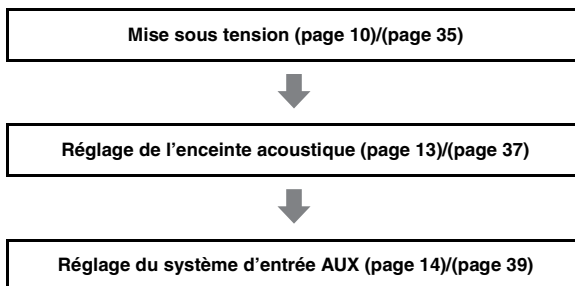 Mise sous tension (page 10)/(page 35)
Réglage de l'enceinte acoustique (page 13)/(page 37)
Réglage du système d'entrée AUX (page 14)/(page 39)